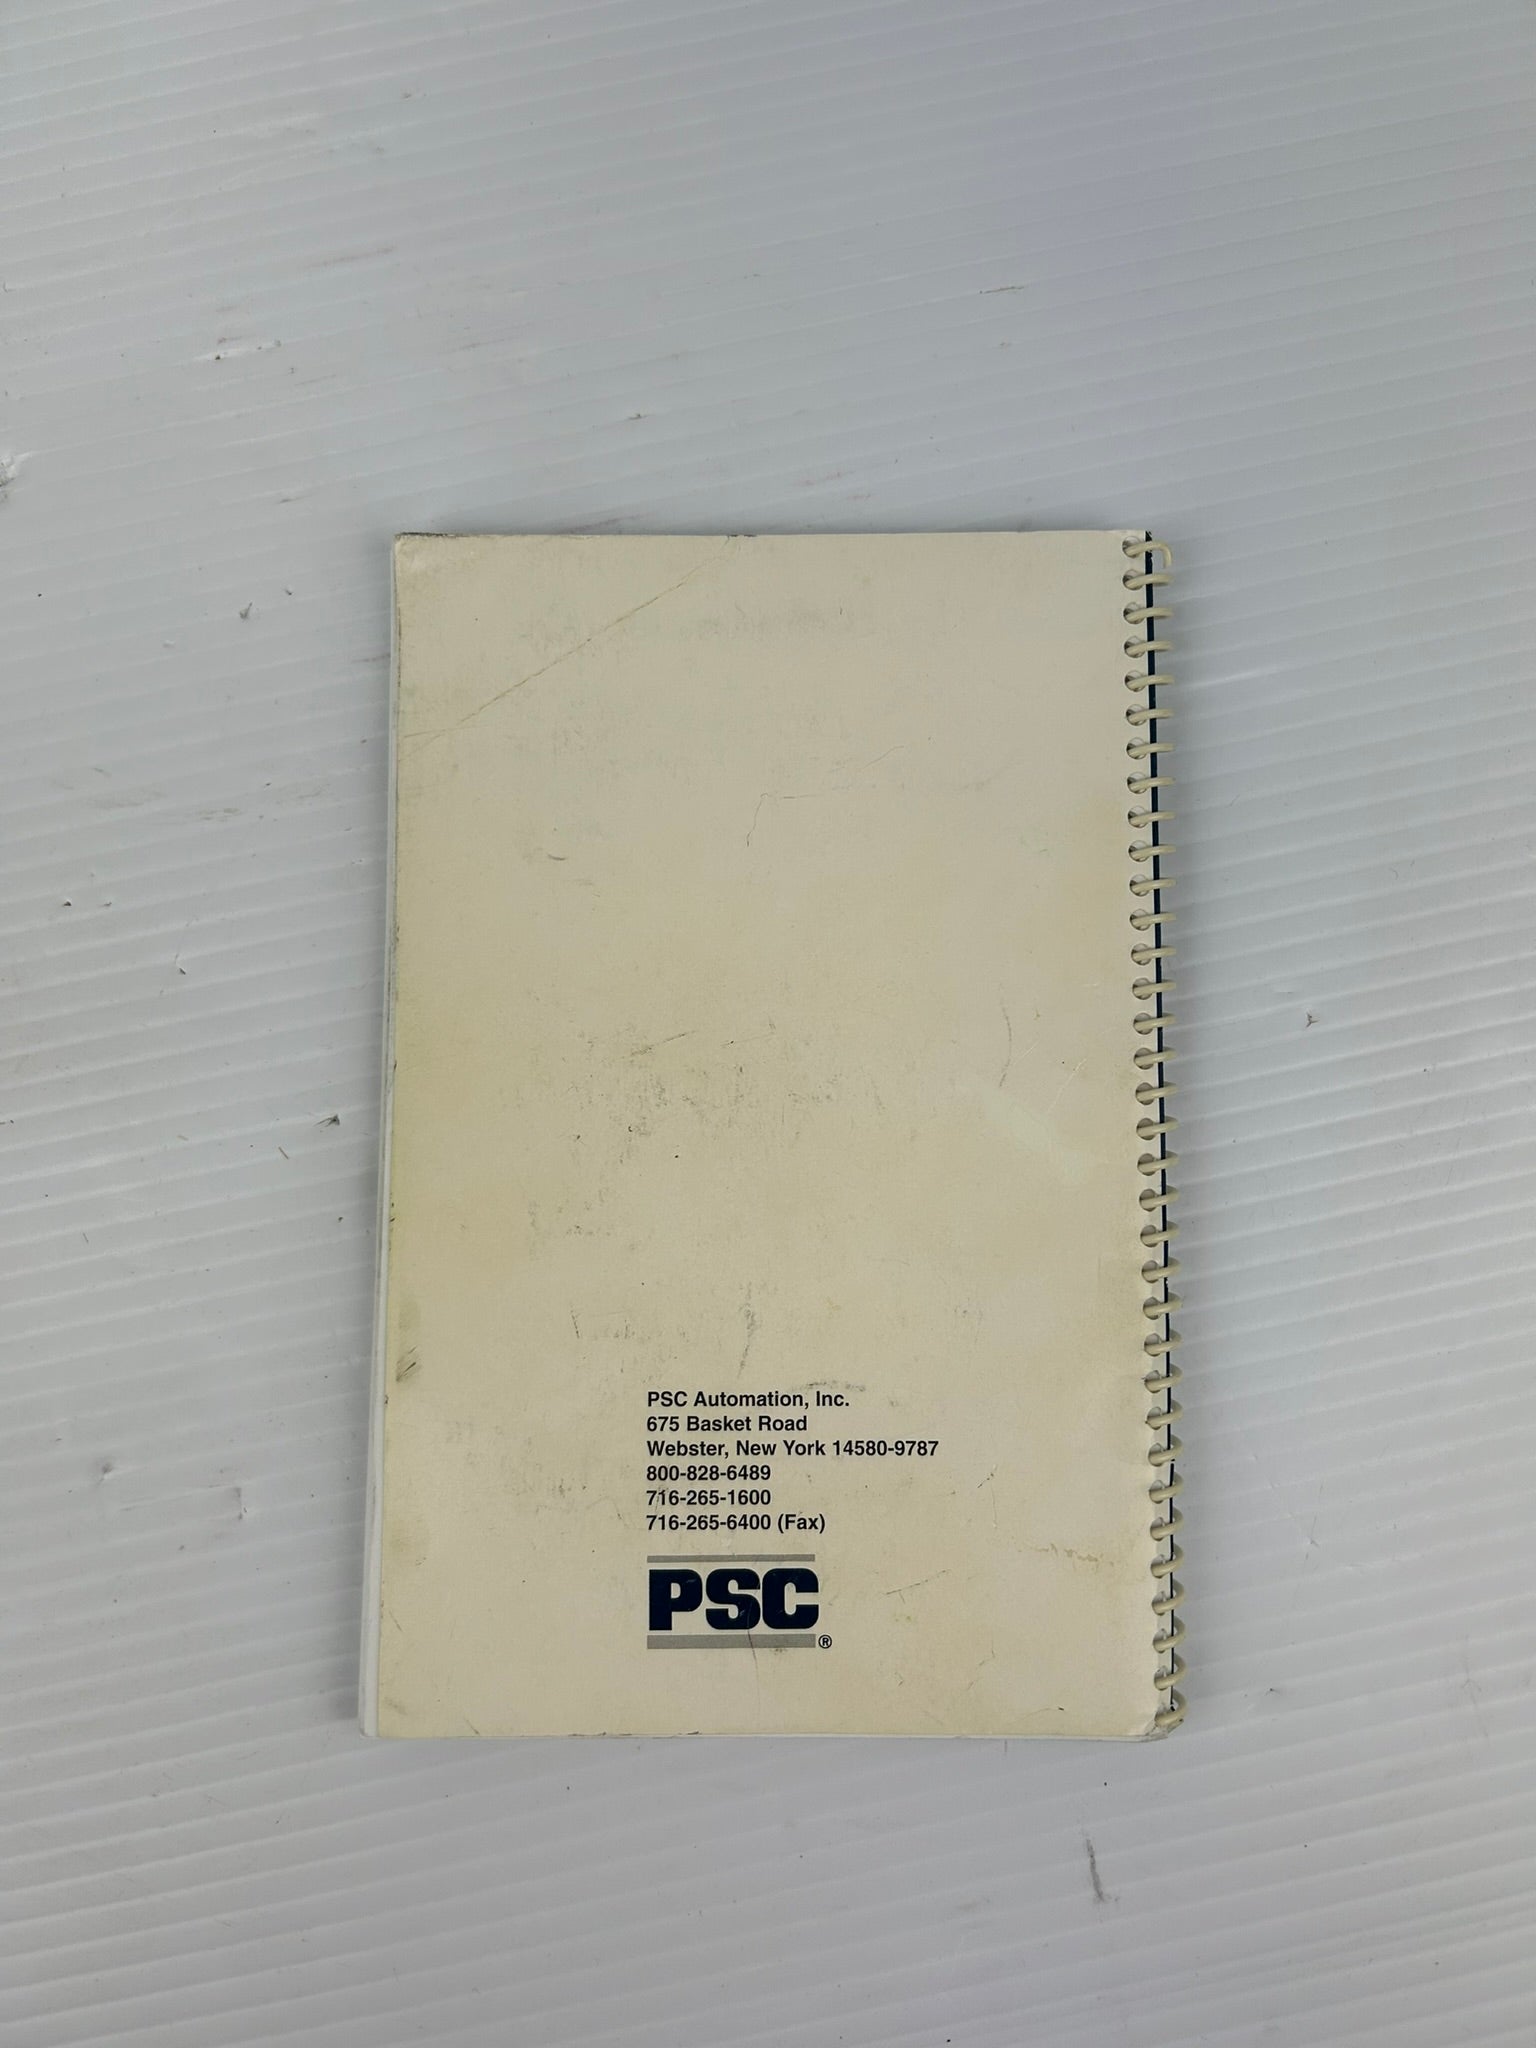 PSC Automation, Inc.
675 Basket Road
Webster, New York 14580-9787
800-828-6489
716-265-1600
716-265-6400 (Fax)
PSC®